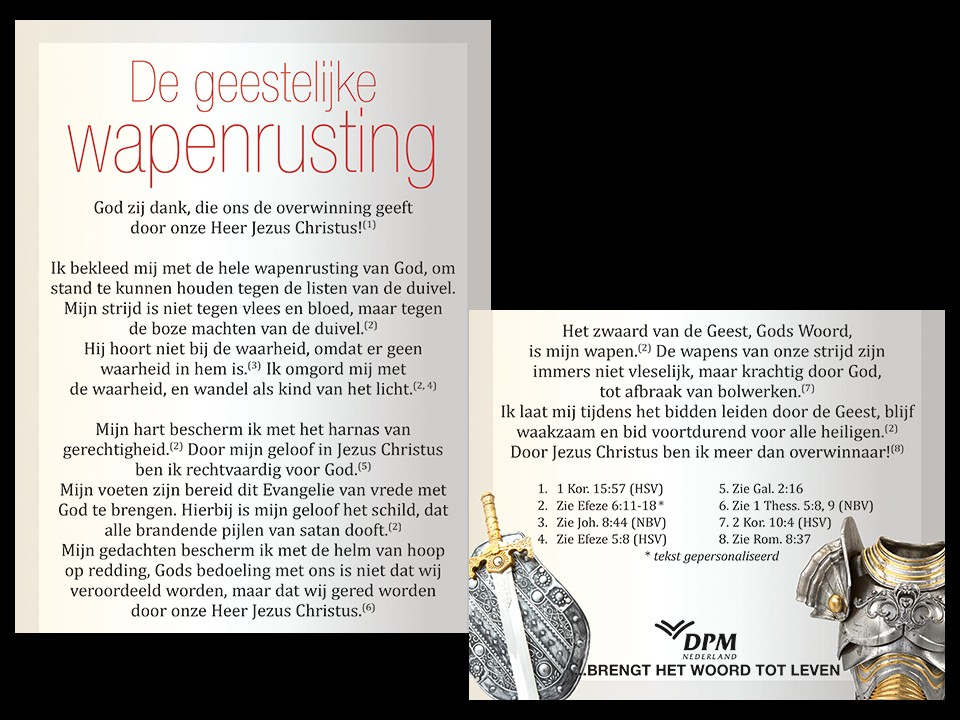 De geestelijke
wapenrusting
God zij dank, die ons de overwinning geeft
door onze Heer Jezus Christus!(1)
Ik bekleed mij met de hele wapenrusting van God, om
stand te kunnen houden tegen de listen van de duivel.
Mijn strijd is niet tegen vlees en bloed, maar tegen
de boze machten van de duivel.(2)
Hij hoort niet bij de waarheid, omdat er geen
waarheid in hem is.(3) Ik omgord mij met
de waarheid, en wandel als kind van het licht.(2, 4)
Mijn hart bescherm ik met het harnas van
gerechtigheid.(2) Door mijn geloof in Jezus Christus
ben ik rechtvaardig voor God.(5)
Mijn voeten zijn bereid dit Evangelie van vrede met
God te brengen. Hierbij is mijn geloof het schild, dat
alle brandende pijlen van satan dooft.(2)
Mijn gedachten bescherm ik met de helm van hoop
op redding, Gods bedoeling met ons is niet dat wij
veroordeeld worden, maar dat wij gered worden
door onze Heer Jezus Christus.(6)
Het zwaard van de Geest, Gods Woord,
is mijn wapen.(2) De wapens van onze strijd zijn
immers niet vleselijk, maar krachtig door God,
tot afbraak van bolwerken.(7)
Ik laat mij tijdens het bidden leiden door de Geest, blijf
waakzaam en bid voortdurend voor alle heiligen.(2)
Door Jezus Christus ben ik meer dan overwinnaar!(8)
1. 1 Kor. 15:57 (HSV)
2. Zie Efeze 6:11-18*
3. Zie Joh. 8:44 (NBV)
4. Zie Efeze 5:8 (HSV)
5. Zie Gal. 2:16
6. Zie 1 Thess. 5:8, 9 (NBV)
7. 2 Kor. 10:4 (HSV)
8. Zie Rom. 8:37
* tekst gepersonaliseerd
DPM
NEDERLAND
...BRENGT HET WOORD TOT LEVEN